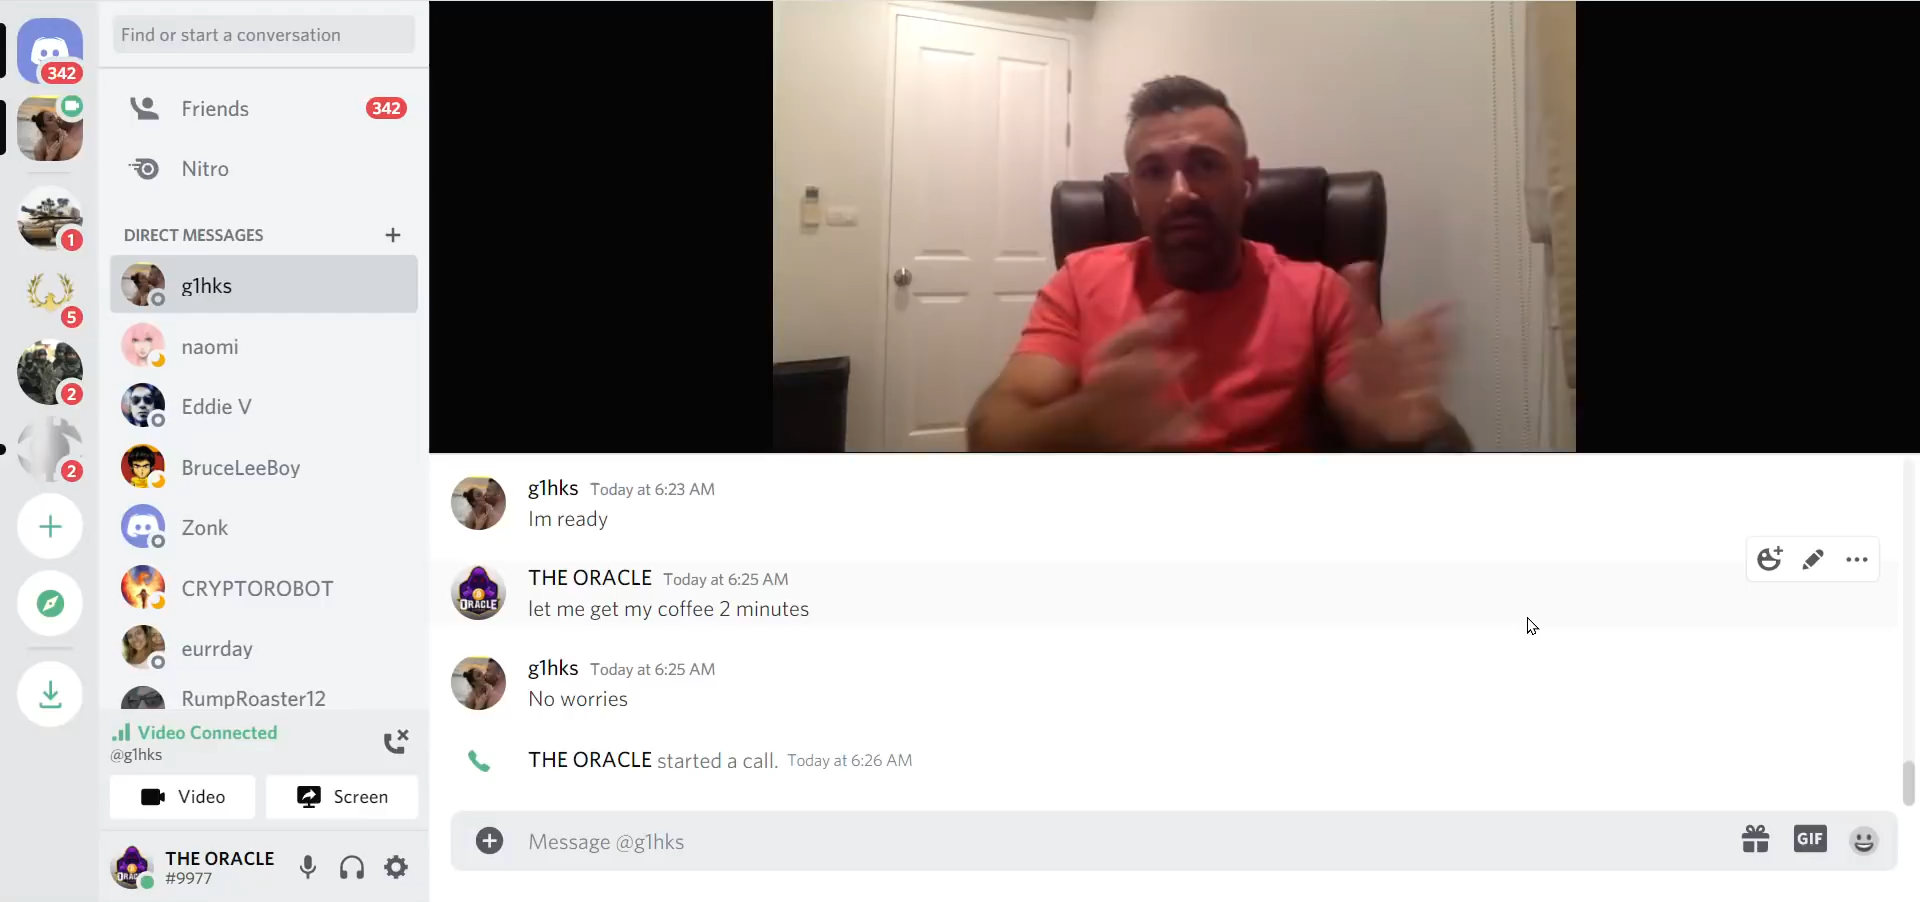 342
1
5
2
2
Find or start a conversation
Friends
342
Nitro
DIRECT MESSAGES
g1hks
naomi
Eddie V
BruceLeeBoy
Zonk
CRYPTOROBOT
eurrday
RumpRoaster12
Video Connected
@g1hks
Video
Screen
THE ORACLE
#9977
g1hks Today at 6:23 AM
Im ready
ORACLE
THE ORACLE Today at 6:25 AM
let me get my coffee 2 minutes
g1hks Today at 6:25 AM
No worries
THE ORACLE started a call. Today at 6:26 AM
Message @g1hks
GIF